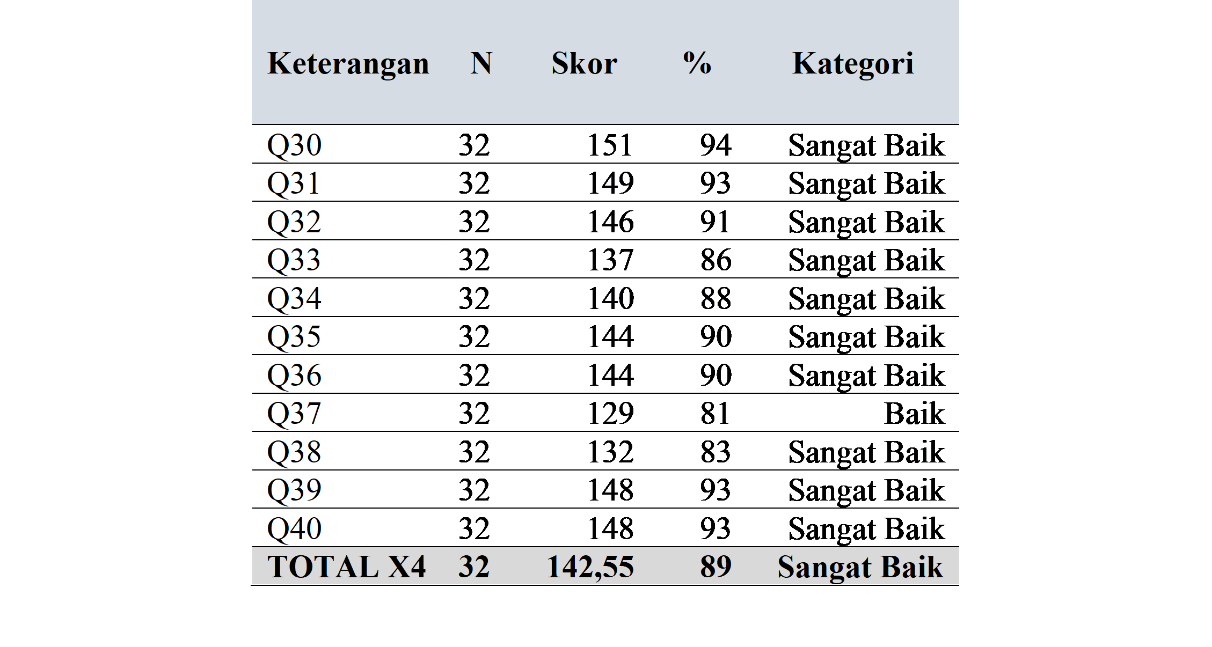 Keterangan N Skor % Kategori
Q30 32 151 94 Sangat Baik
Q31 32 149 93 Sangat Baik
Q32 32 146 91 Sangat Baik
Q33 32 137 86 Sangat Baik
Q34 32 140 88 Sangat Baik
Q35 32 144 90 Sangat Baik
Q36 32 144 90 Sangat Baik
Q37 32 129 81 Baik
Q38 32 132 83 Sangat Baik
Q39 32 148 93 Sangat Baik
Q40 32 148 93 Sangat Baik
TOTAL X4 32 142,55 89 Sangat Baik